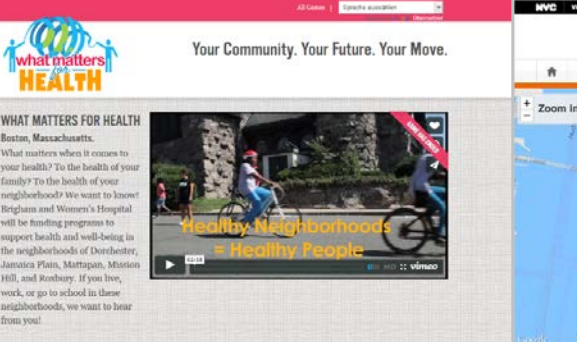 All Games
Sprache auswählen
Übersetzer
what matters
for
HEALTH
Your Community. Your Future. Your Move.
WHAT MATTERS FOR HEALTH
Boston, Massachusetts.
What matters when it comes to
your health? To the health of your
family? To the health of your
neighborhood? We want to know!
Brigham and Women's Hospital
will be funding programs to
support health and well-being in
the neighborhoods of Dorchester,
Jamaica Plain, Mattapan, Mission
Hill, and Roxbury. If you live,
work, or go to school in these
neighborhoods, we want to hear
from you!
Healthy Neighborhoods
= Healthy People
HD
vimeo
NYC
Zoom in